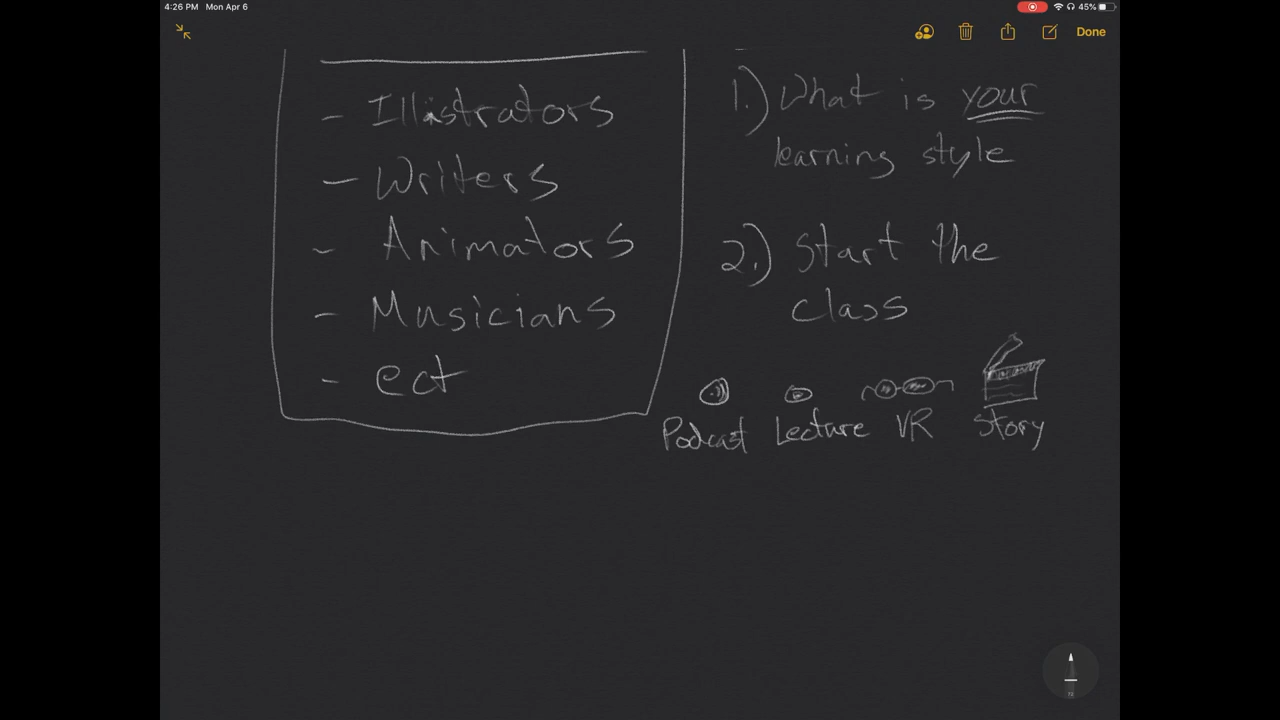 4:26 PM Mon Apr 6
45%
Done
- Illistrators
- Writers
- Animators
- Musicians
- ect
1.) What is your
learning style
2.) Start the
class
Podcast Lecture VR Story